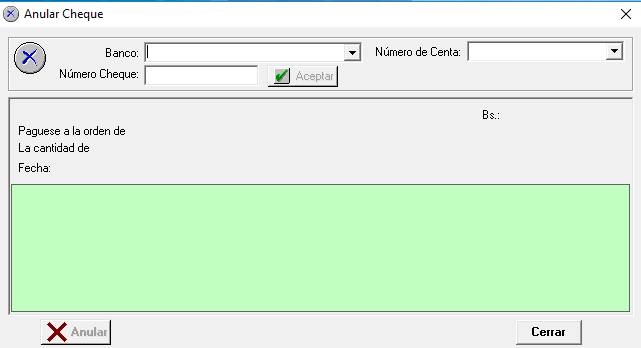 Anular Cheque
Banco:
Número de Centa:
Número Cheque:
Aceptar
Bs.:
Paguese a la orden de
La cantidad de
Fecha:
Anular
Cerrar